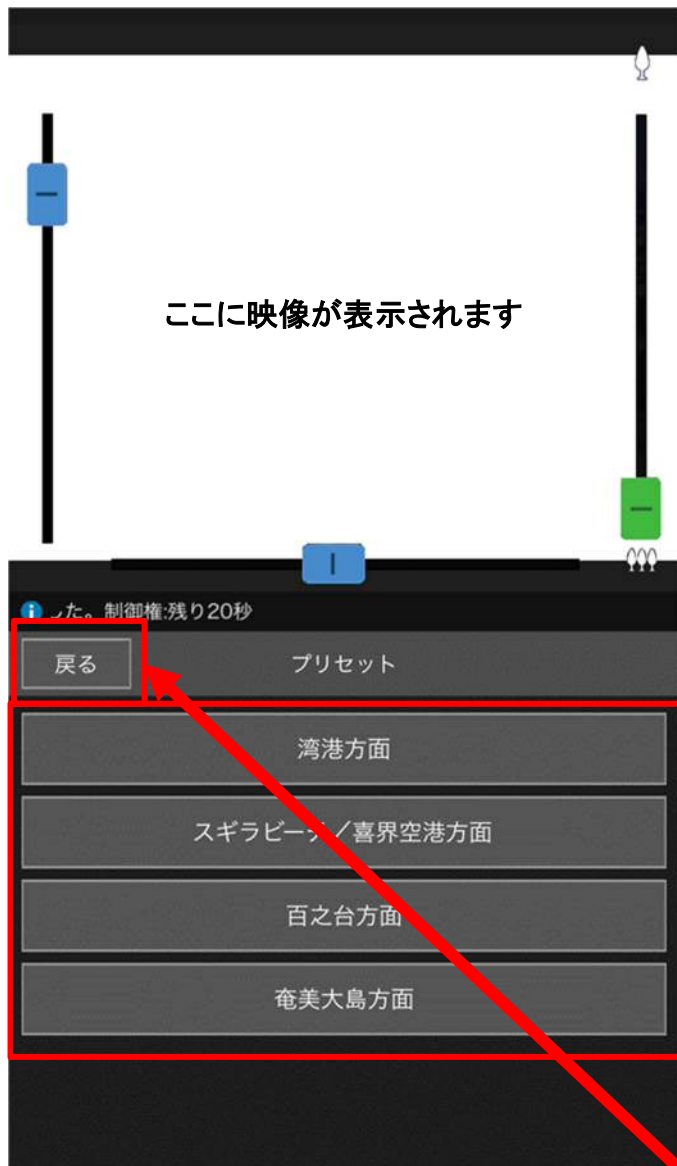 ここに映像が表示されます
した。制御権:残り20秒
戻る
プリセット
湾港方面
スギラビーチ／喜界空港方面
百之台方面
奄美大島方面